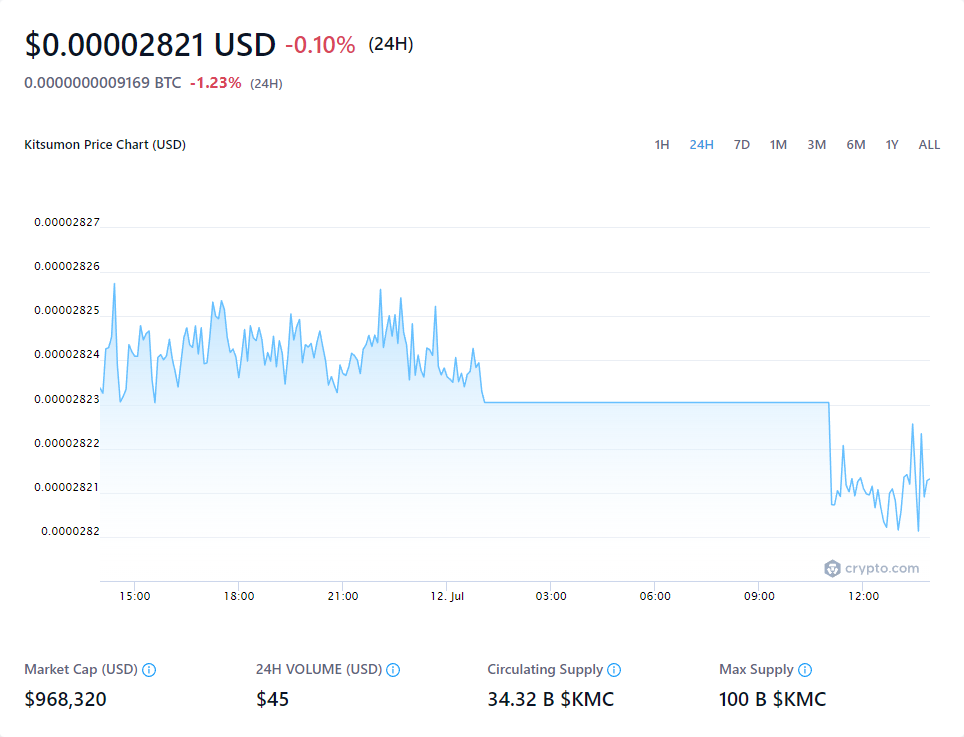 $0.00002821 USD -0.10% (24H)
0.0000000009169 BTC -1.23% (24H)
Kitsumon Price Chart (USD) 1H 24H 7D 1M 3M 6M 1Y ALL
0.00002827
0.00002826
0.00002825
0.00002824
0.00002823
0.00002822
0.00002821
0.0000282
crypto.com
15:00 18:00 21:00 12. Jul 03:00 06:00 09:00 12:00
Market Cap (USD) 24H VOLUME (USD) Circulating Supply Max Supply
$968,320 $45 34.32 B $KMC 100 B $KMC